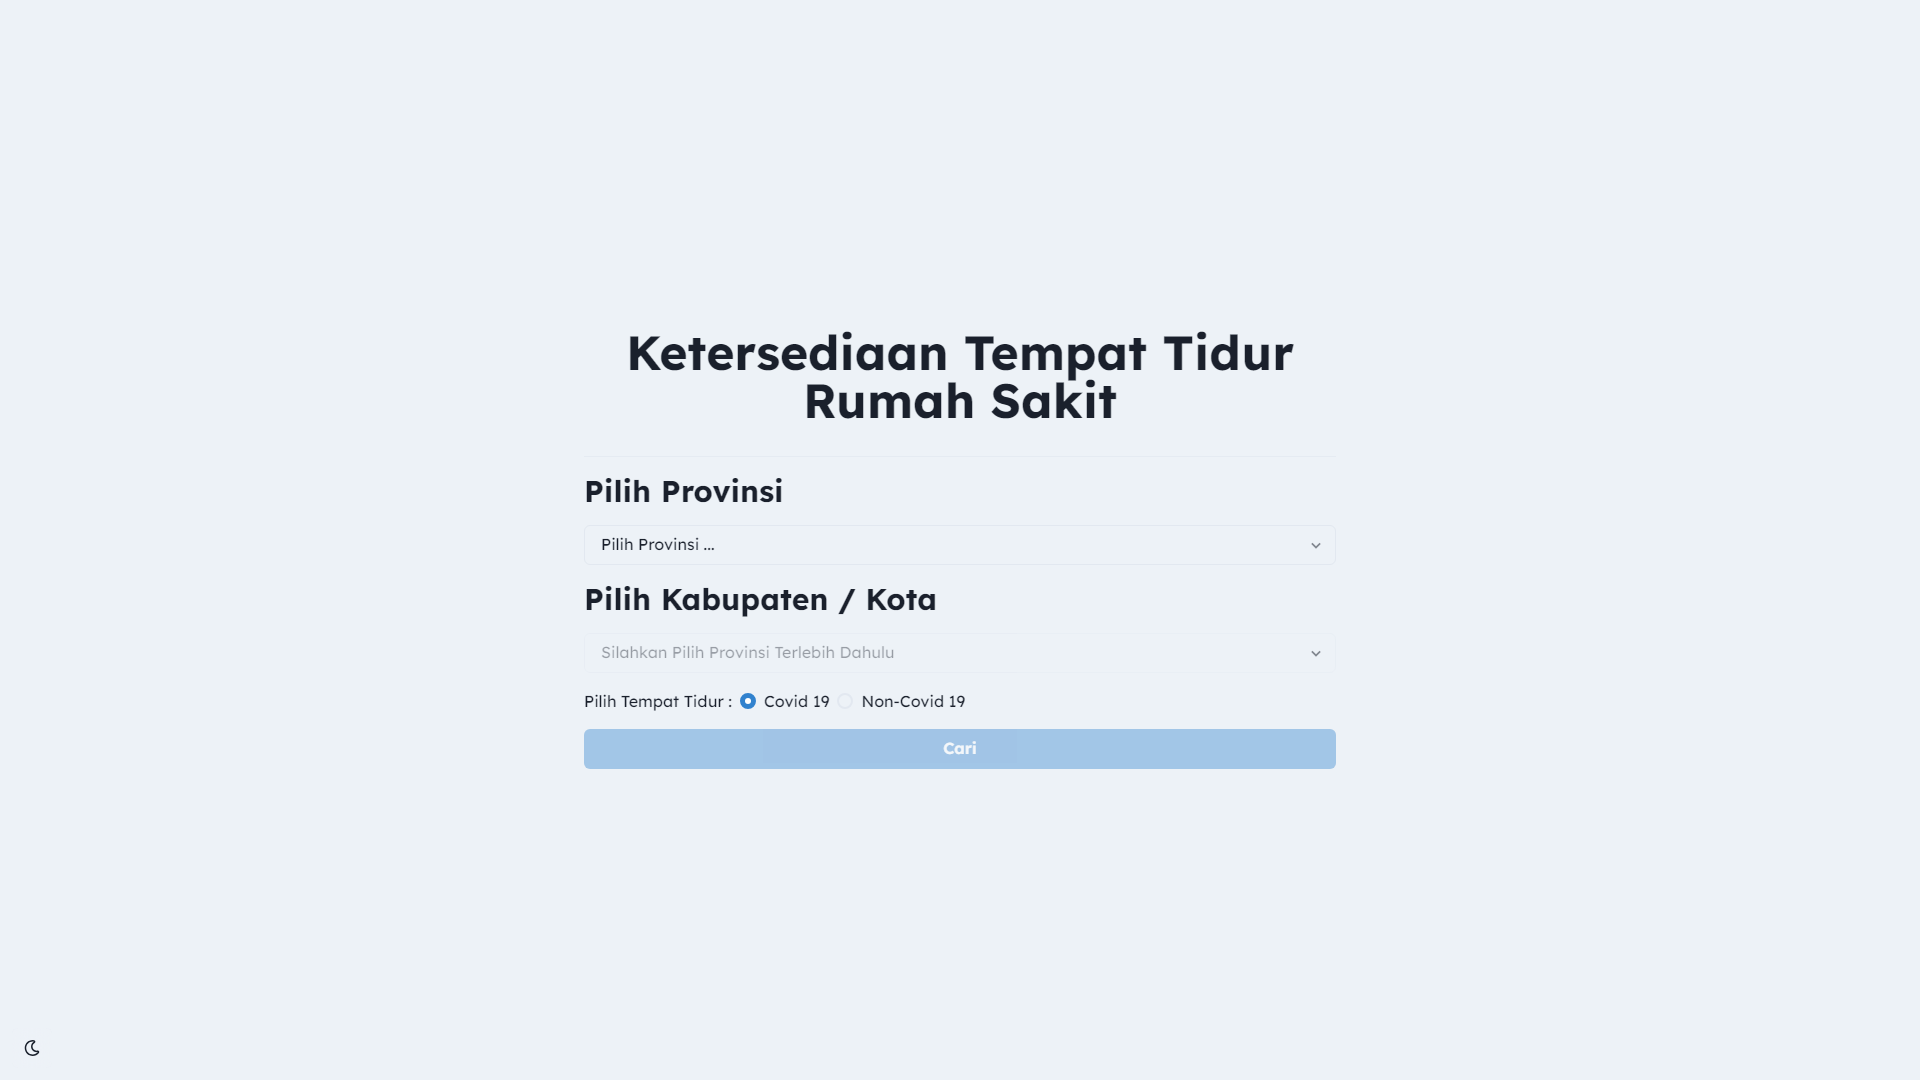 Ketersediaan Tempat Tidur
Rumah Sakit
Pilih Provinsi
Pilih Provinsi ...
Pilih Kabupaten / Kota
Silahkan Pilih Provinsi Terlebih Dahulu
Pilih Tempat Tidur : Covid 19 Non-Covid 19
Cari